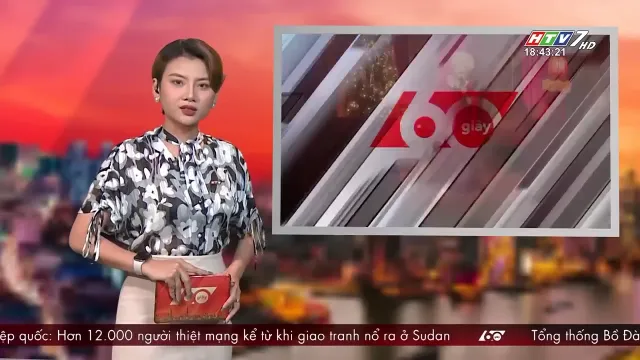 HTV7 HD
18:43:21
60 giây
giây
ệp quốc: Hơn 12.000 người thiệt mạng kể từ khi giao tranh nổ ra ở Sudan 60 Tổng thống Bồ Đà